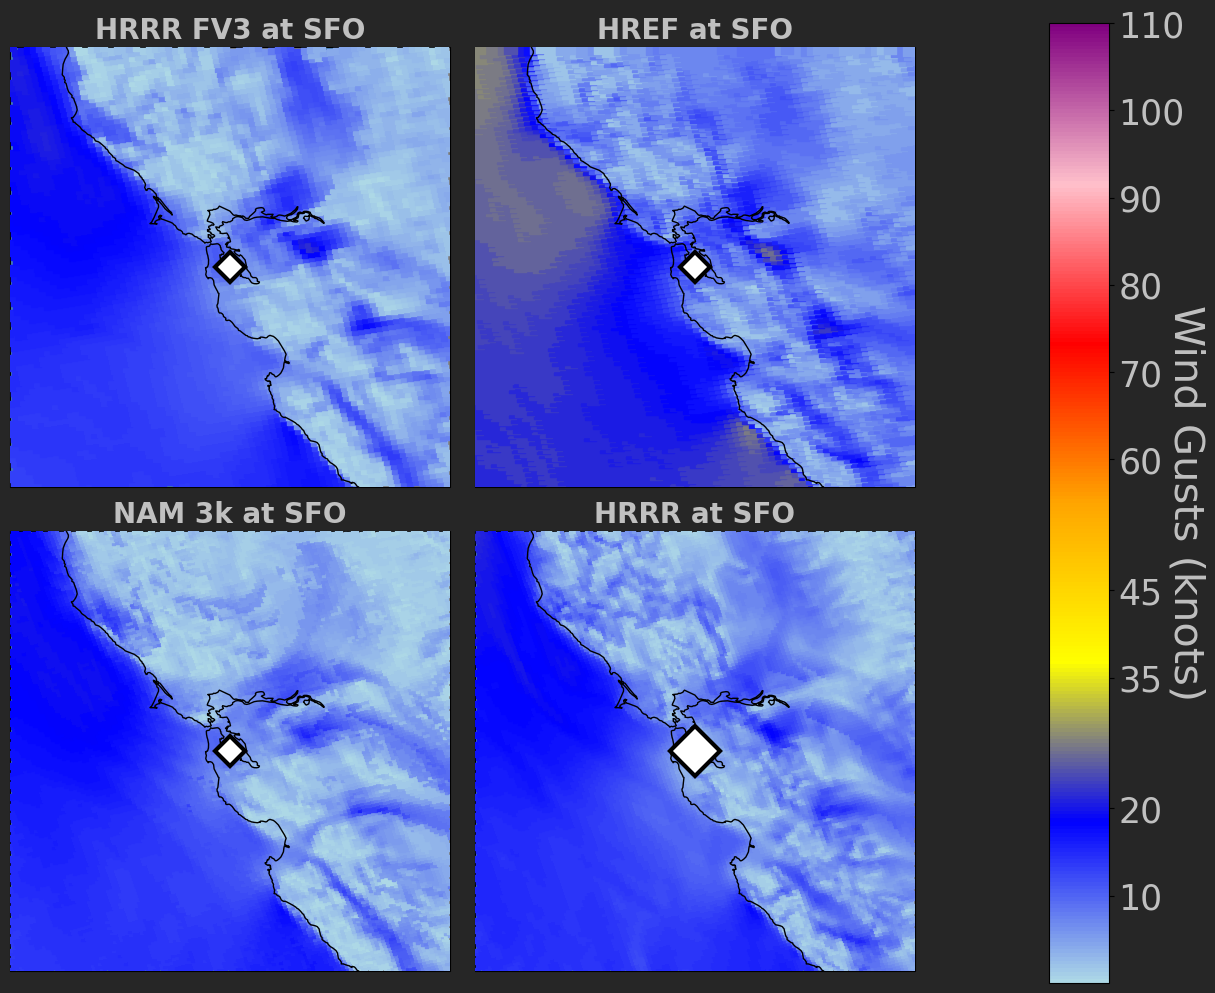 HRRR FV3 at SFO
HREF at SFO
NAM 3k at SFO
HRRR at SFO
110
100
90
80
70
60
45
35
20
10
Wind Gusts (knots)